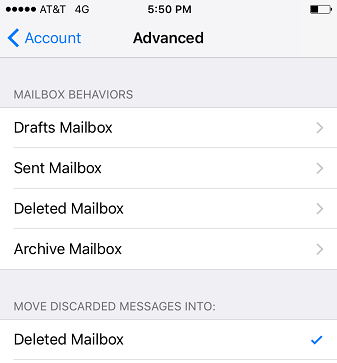 AT&T 4G 5:50 PM
Account Advanced
MAILBOX BEHAVIORS
Drafts Mailbox
Sent Mailbox
Deleted Mailbox
Archive Mailbox
MOVE DISCARDED MESSAGES INTO:
Deleted Mailbox